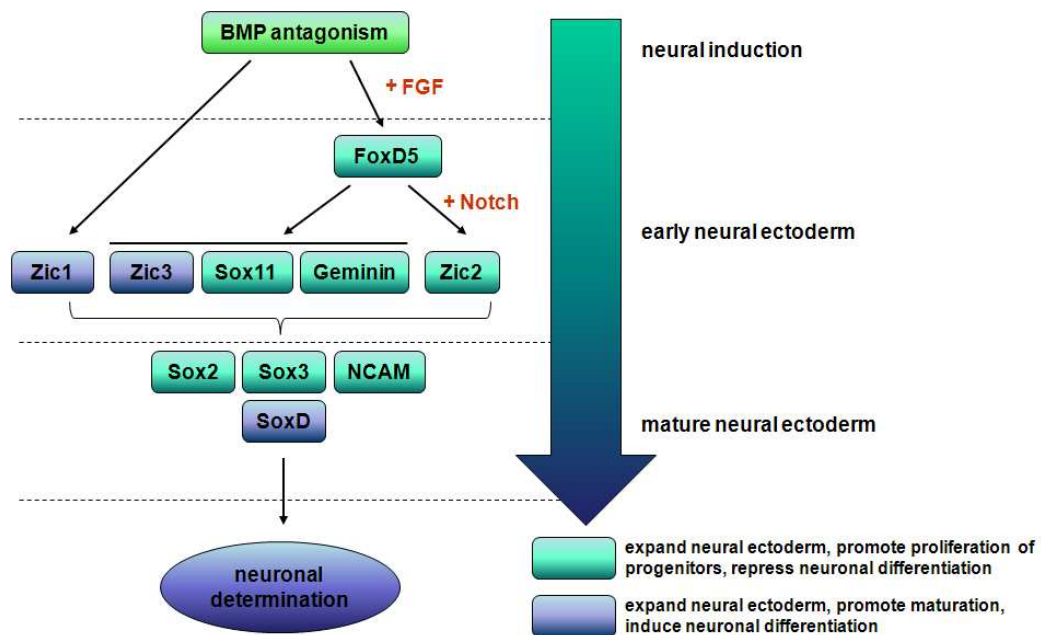 BMP antagonism
neural induction
+ FGF
FoxD5
+ Notch
early neural ectoderm
Zic1
Zic3
Sox11
Geminin
Zic2
Sox2
Sox3
NCAM
SoxD
mature neural ectoderm
neuronal
determination
expand neural ectoderm, promote proliferation of
progenitors, repress neuronal differentiation
expand neural ectoderm, promote maturation,
induce neuronal differentiation